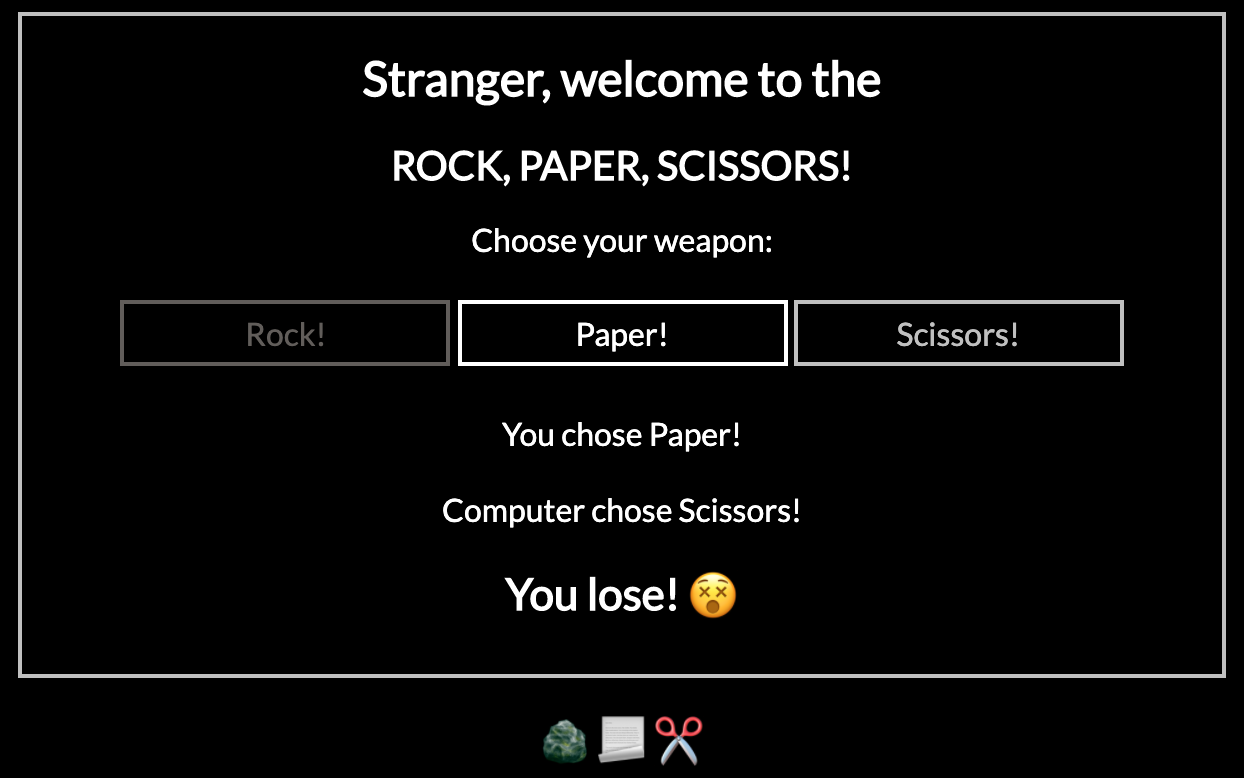 Stranger, welcome to the
ROCK, PAPER, SCISSORS!
Choose your weapon:
Rock! Paper! Scissors!
You chose Paper!
Computer chose Scissors!
You lose! 😵